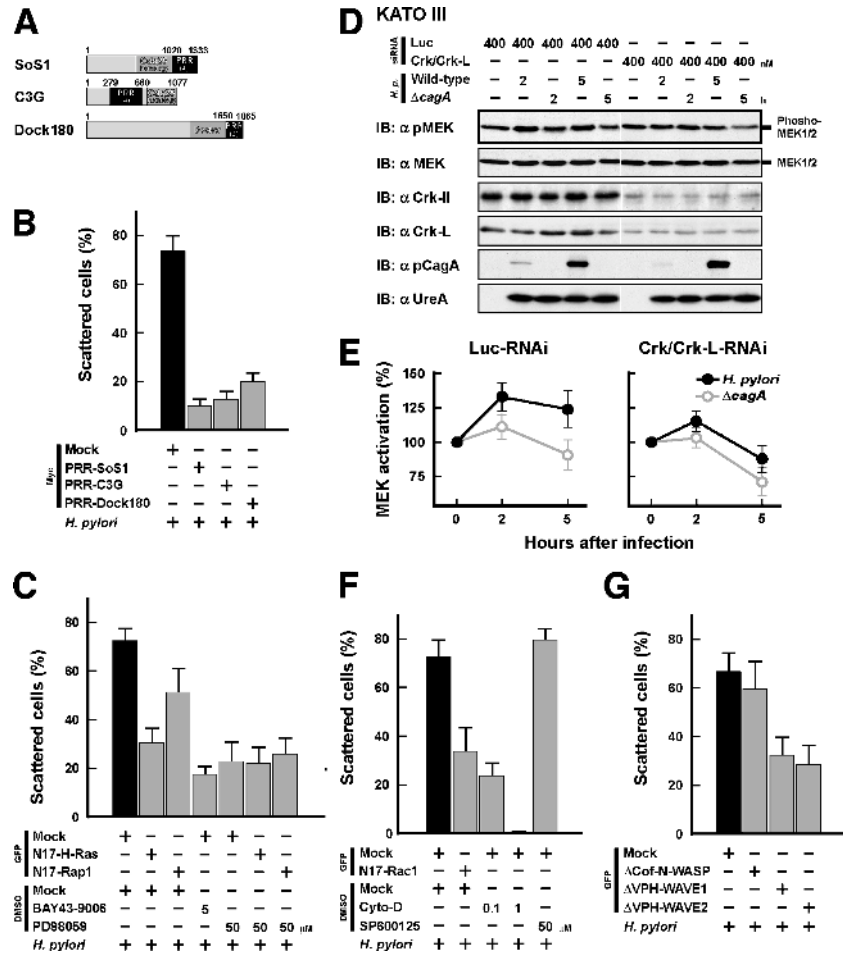 A
1 1020 1333
SoS1 PRR
1 279 660 1077
C3G PRR
1 1650 1865
Dock180 PRR
B
Scattered cells (%)
80
60
40
20
0
Myc
Mock + – – –
PRR-SoS1 – + – –
PRR-C3G – – + –
PRR-Dock180 – – – +
H. pylori + + + +
C
Scattered cells (%)
80
60
40
20
0
GFP
Mock + – – + + – –
N17-H-Ras – + – – – + –
N17-Rap1 – – + – – – +
DMSO
Mock + + + – – – –
BAY43-9006 – – – 5 – – –
PD98059 – – – – 50 50 50 μM
H. pylori + + + + + + +
D KATO III
siRNA
Luc 400 400 400 400 400 – – – – –
Crk/Crk-L – – – – – 400 400 400 400 400 nM
H. p.
Wild-type – 2 – 5 – – 2 – 5 –
ΔcagA – – 2 – 5 – – 2 – 5 h
IB: α pMEK Phosho-MEK1/2
IB: α MEK MEK1/2
IB: α Crk-II
IB: α Crk-L
IB: α pCagA
IB: α UreA
E
Luc-RNAi Crk/Crk-L-RNAi
MEK activation (%)
150
125
100
75
H. pylori
ΔcagA
0 2 5 0 2 5
Hours after infection
F
Scattered cells (%)
80
60
40
20
0
GFP
Mock + – + + +
N17-Rac1 – + – – –
DMSO
Mock + + – – –
Cyto-D – – 0.1 1 –
SP600125 – – – – 50 μM
H. pylori + + + + +
G
Scattered cells (%)
80
60
40
20
0
GFP
Mock + – – –
ΔCof-N-WASP – + – –
ΔVPH-WAVE1 – – + –
ΔVPH-WAVE2 – – – +
H. pylori + + + +